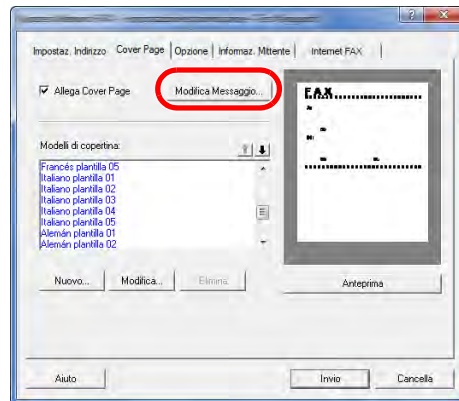 Impostaz. Indirizzo Cover Page Opzione Informaz. Mittente Internet FAX
Allega Cover Page
Modifica Messaggio...
FAX
Modelli di copertina:
Francés plantilla 05
Italiano plantilla 01
Italiano plantilla 02
Italiano plantilla 03
Italiano plantilla 04
Italiano plantilla 05
Alemán plantilla 01
Alemán plantilla 02
Nuovo... Modifica... Elimina
Anteprima
Aiuto Invio Cancella